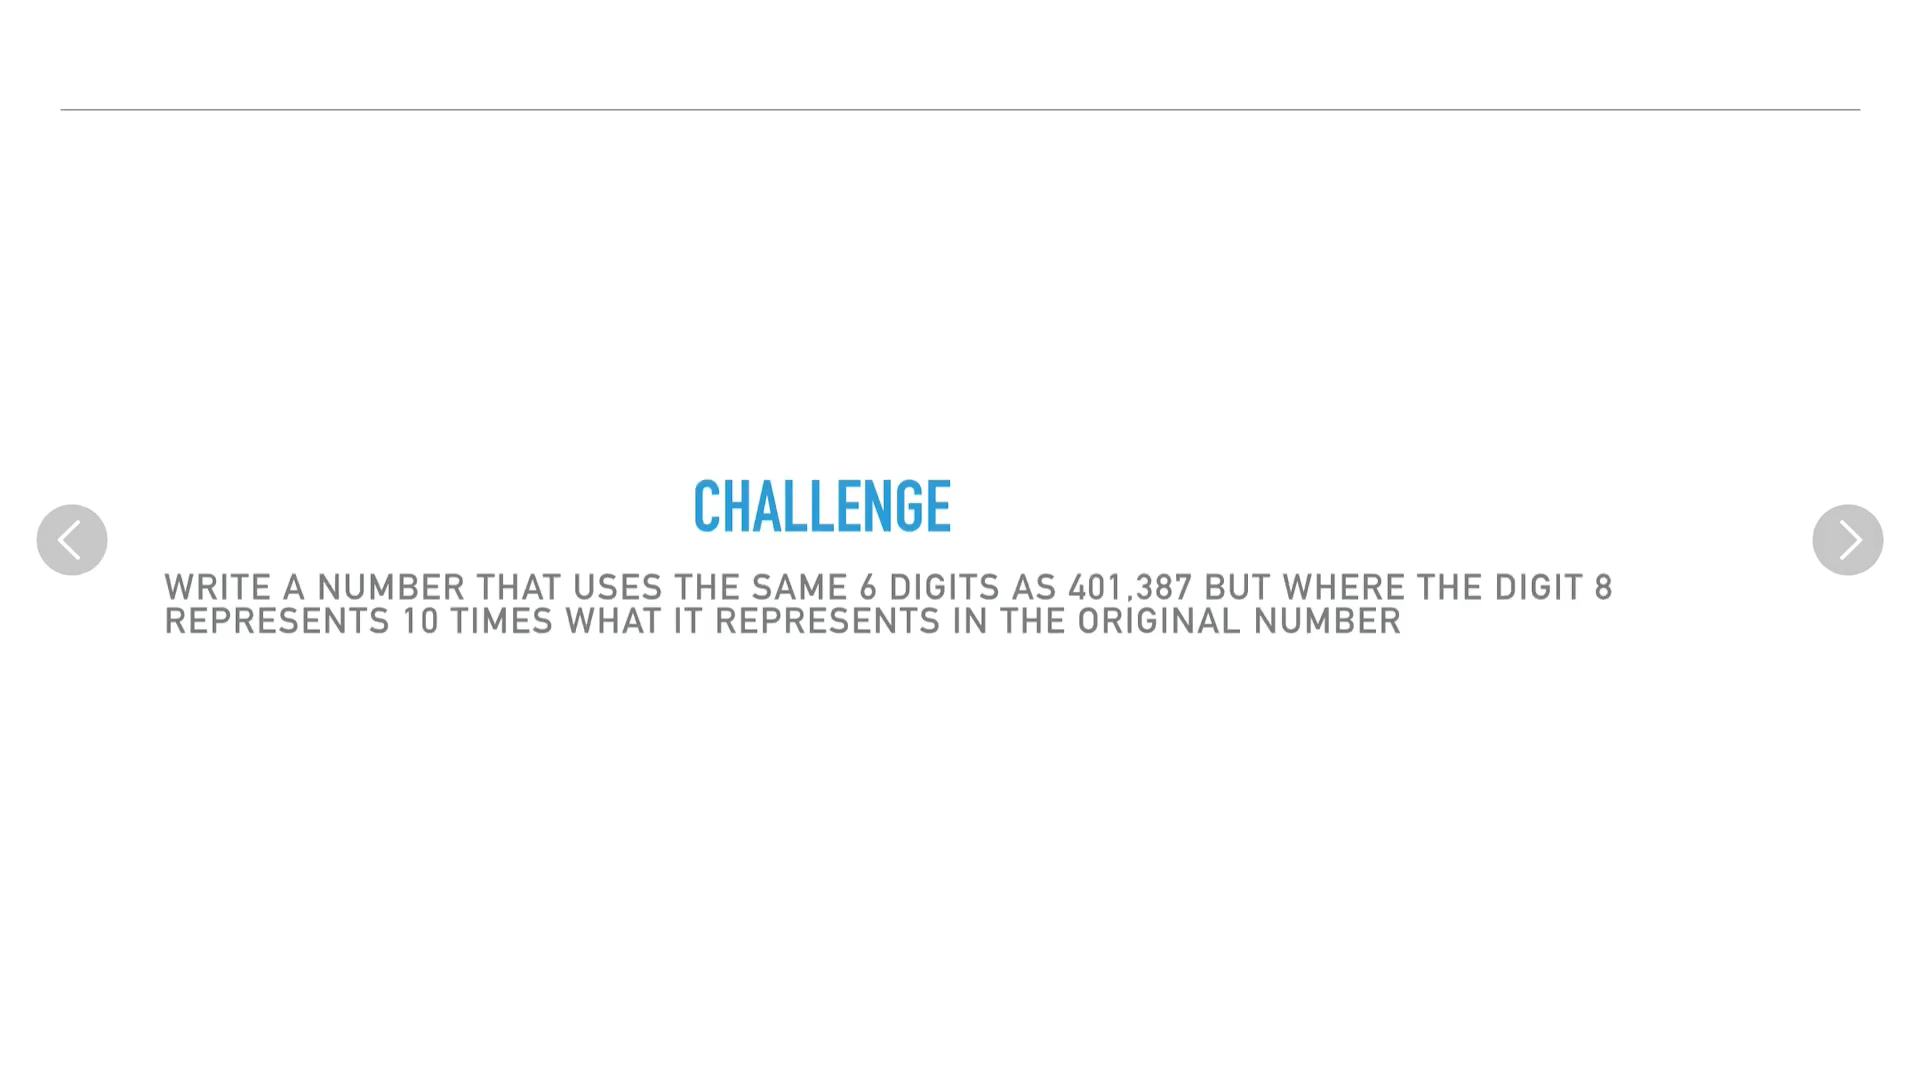 CHALLENGE
WRITE A NUMBER THAT USES THE SAME 6 DIGITS AS 401,387 BUT WHERE THE DIGIT 8
REPRESENTS 10 TIMES WHAT IT REPRESENTS IN THE ORIGINAL NUMBER